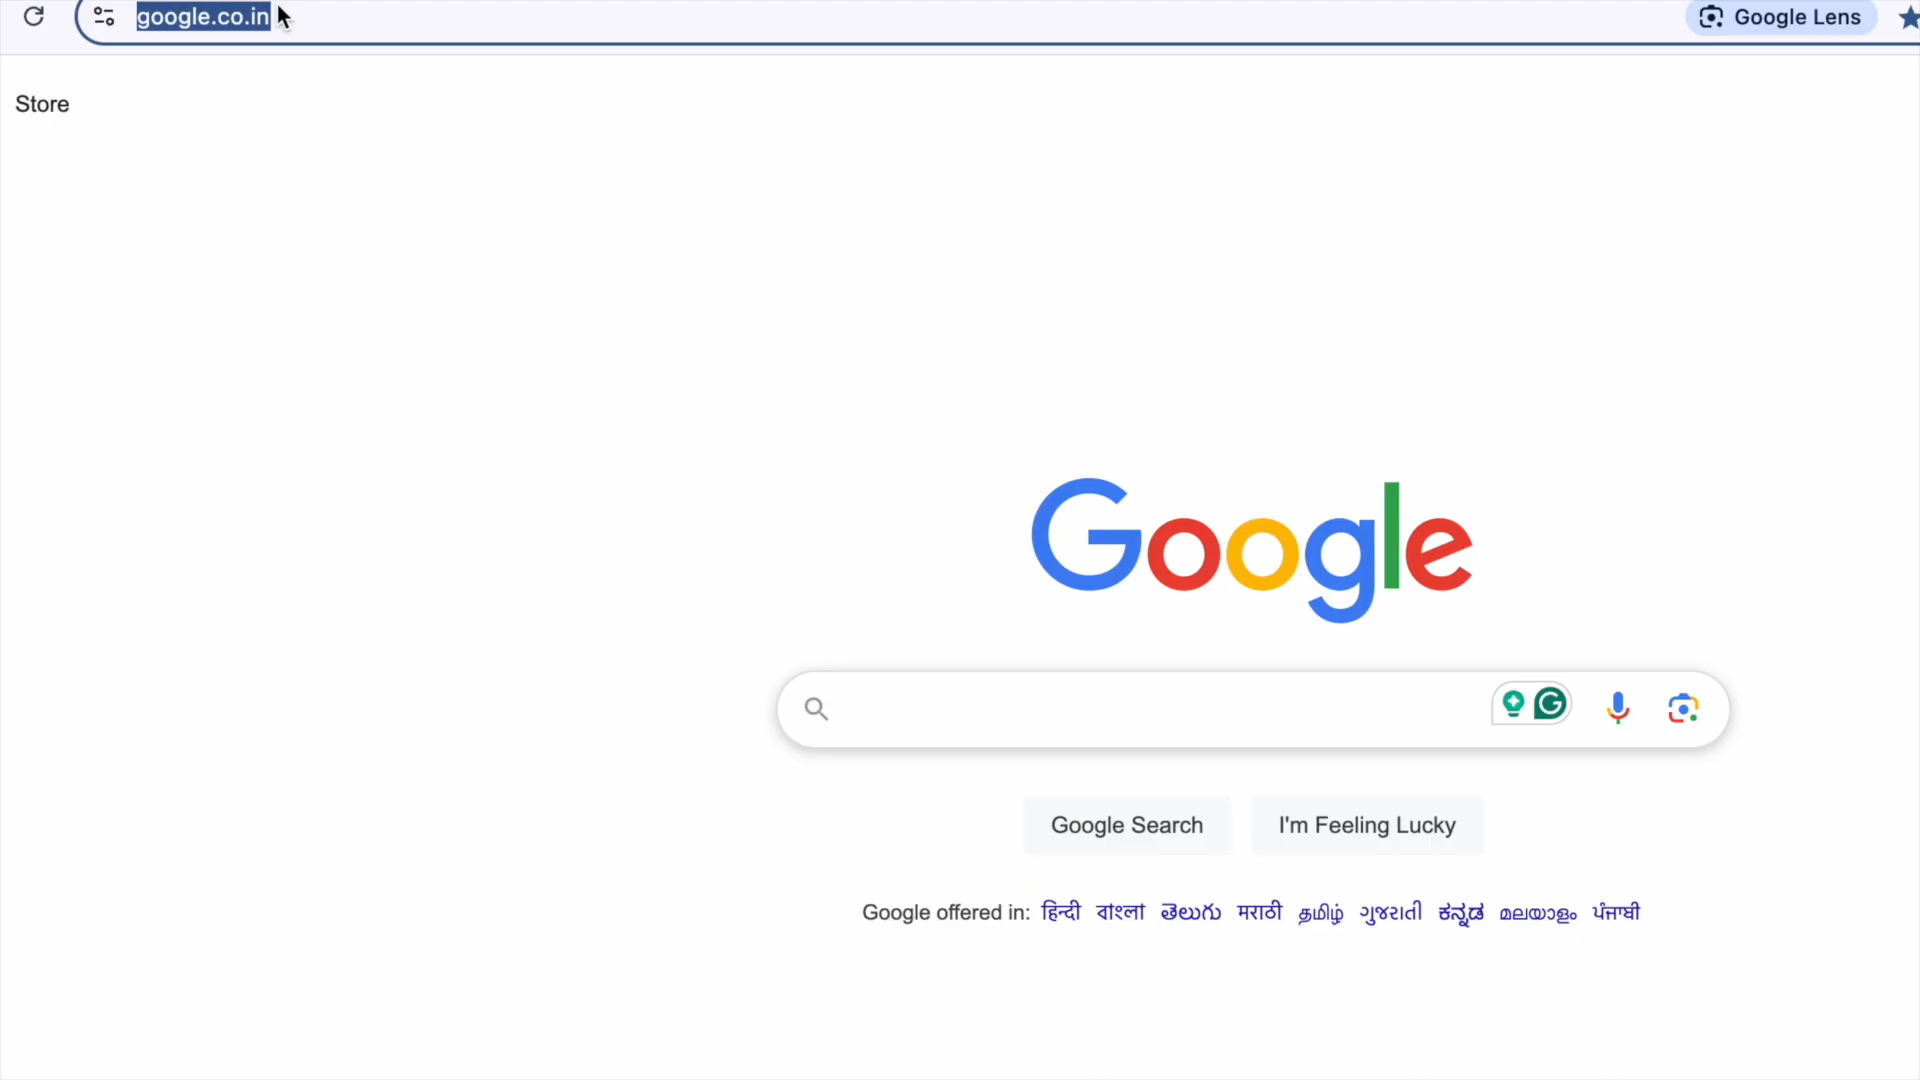 google.co.in
Google Lens
Store
Google
Google Search
I'm Feeling Lucky
Google offered in: हिन्दी বাংলা తెలుగు मराठी தமிழ் ગુજરાતી ಕನ್ನಡ മലയാളം ਪੰਜਾਬੀ